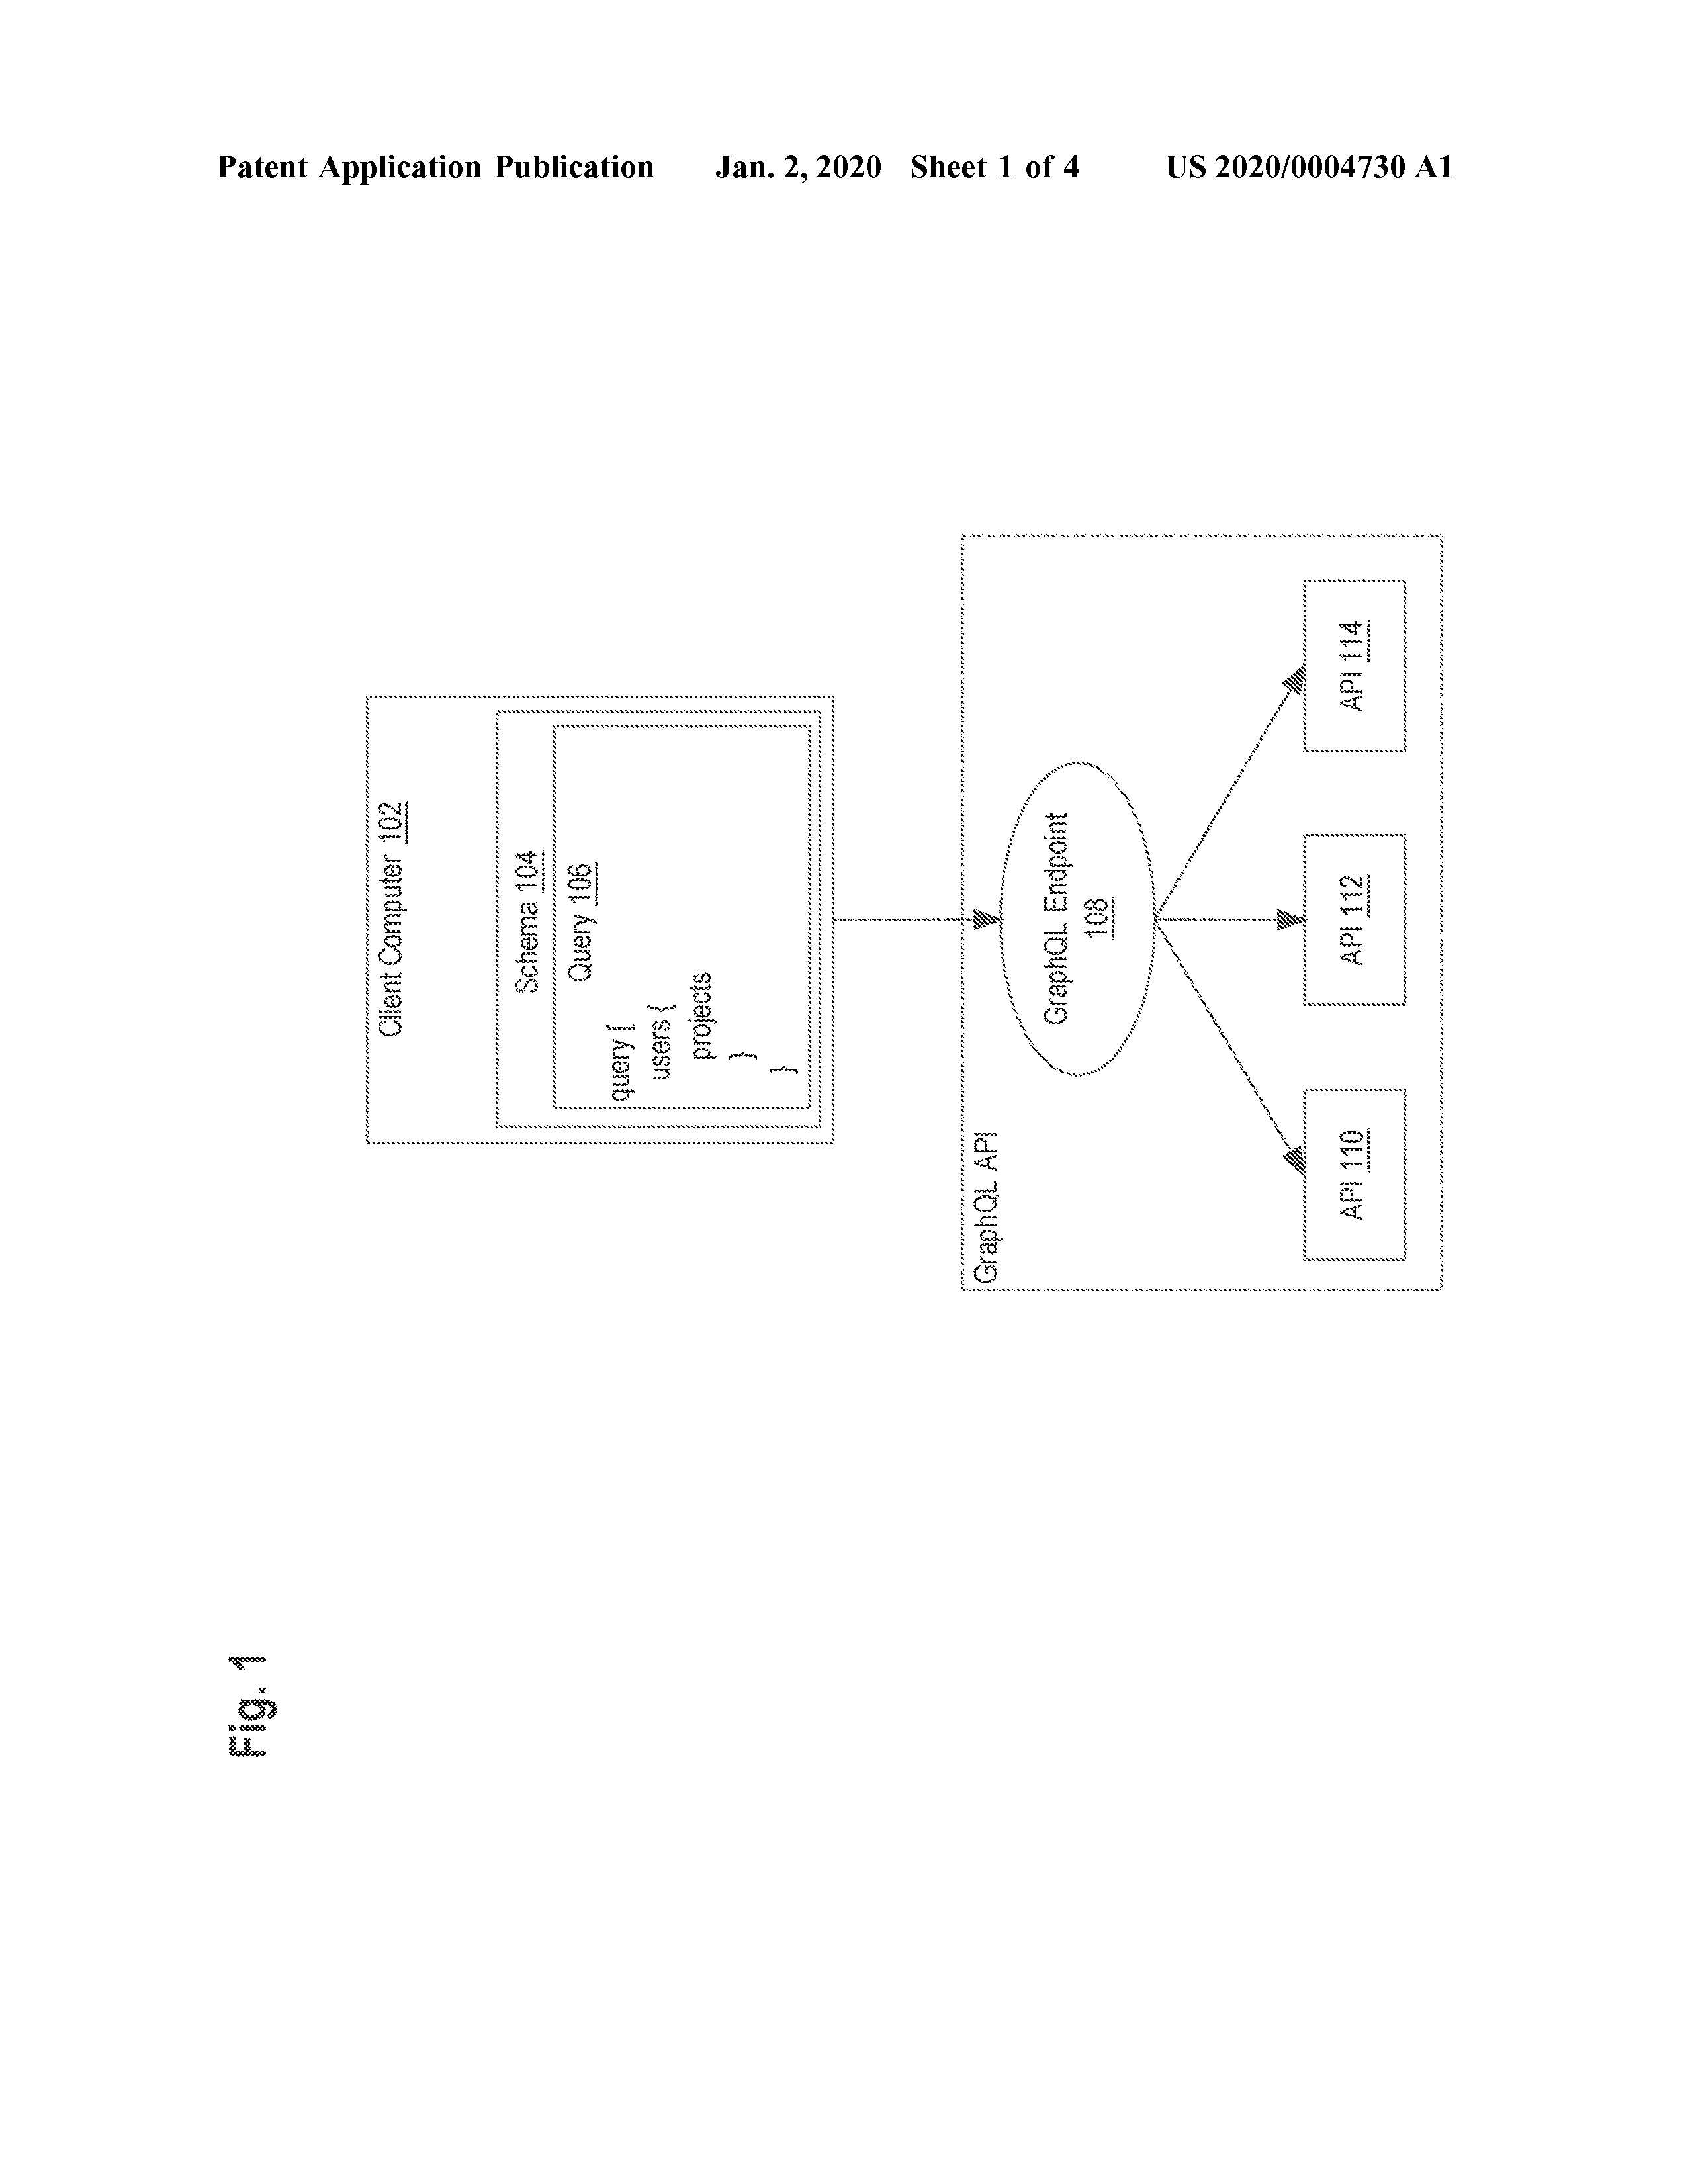 Patent Application Publication Jan. 2, 2020 Sheet 1 of 4 US 2020/0004730 A1
Fig. 1
Client Computer 102
Schema 104
Query 106
query [
users {
projects
}
}
GraphQL API
GraphQL Endpoint
108
API 110
API 112
API 114